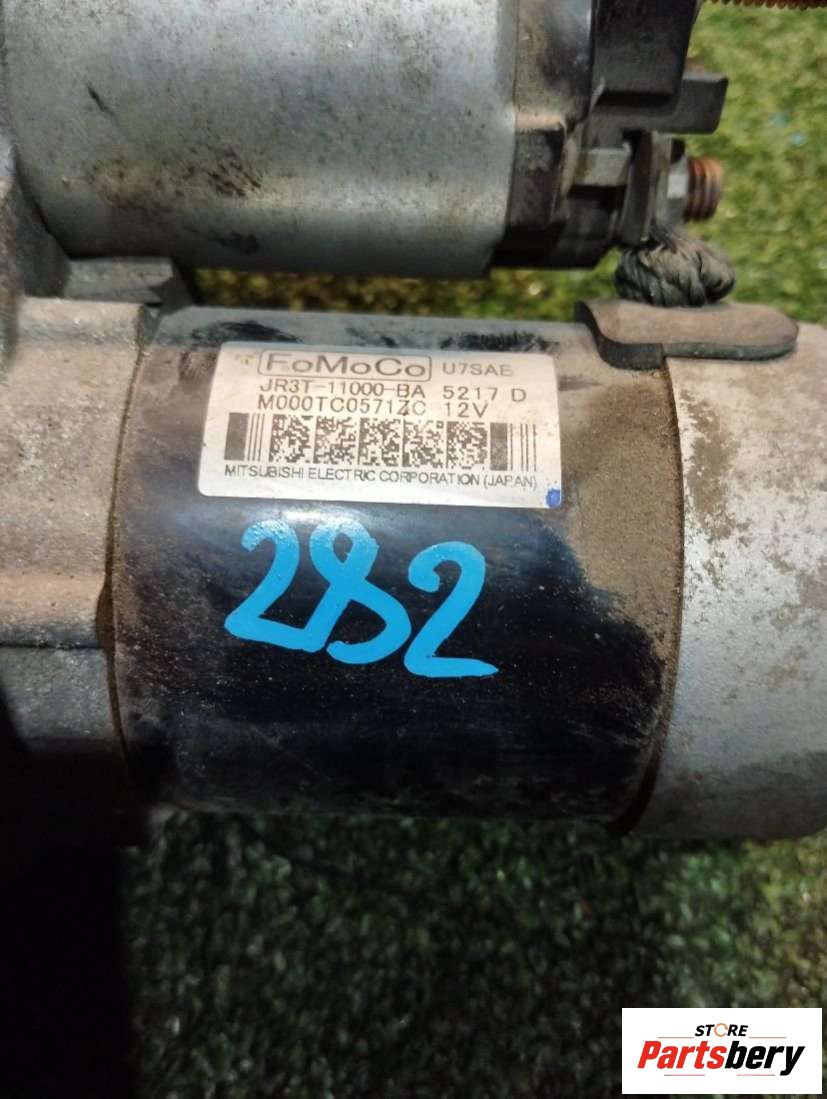 FoMoCo U7SAE
JR3T-11000-BA 5217 D
M000TC0571ZC 12V
MITSUBISHI ELECTRIC CORPORATION (JAPAN)
282
STORE
Partsbery